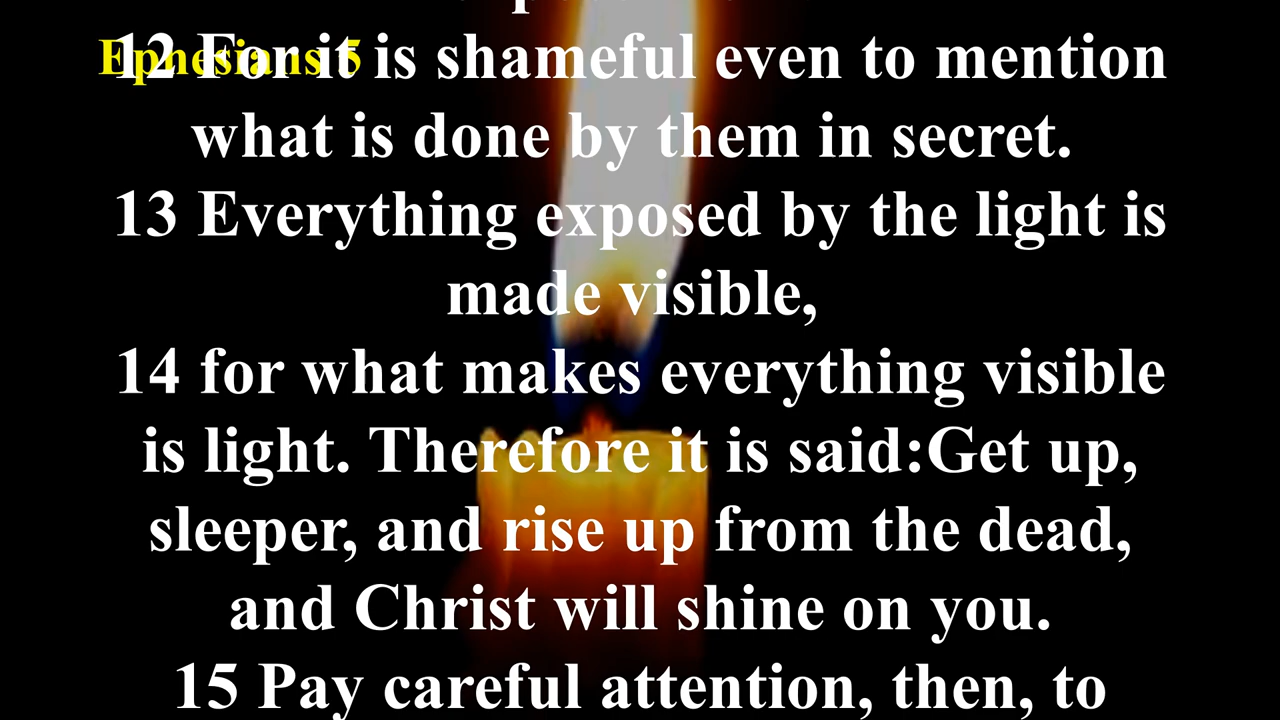 Ephesians 5
12 For it is shameful even to mention
what is done by them in secret.
13 Everything exposed by the light is
made visible,
14 for what makes everything visible
is light. Therefore it is said:Get up,
sleeper, and rise up from the dead,
and Christ will shine on you.
15 Pay careful attention, then, to